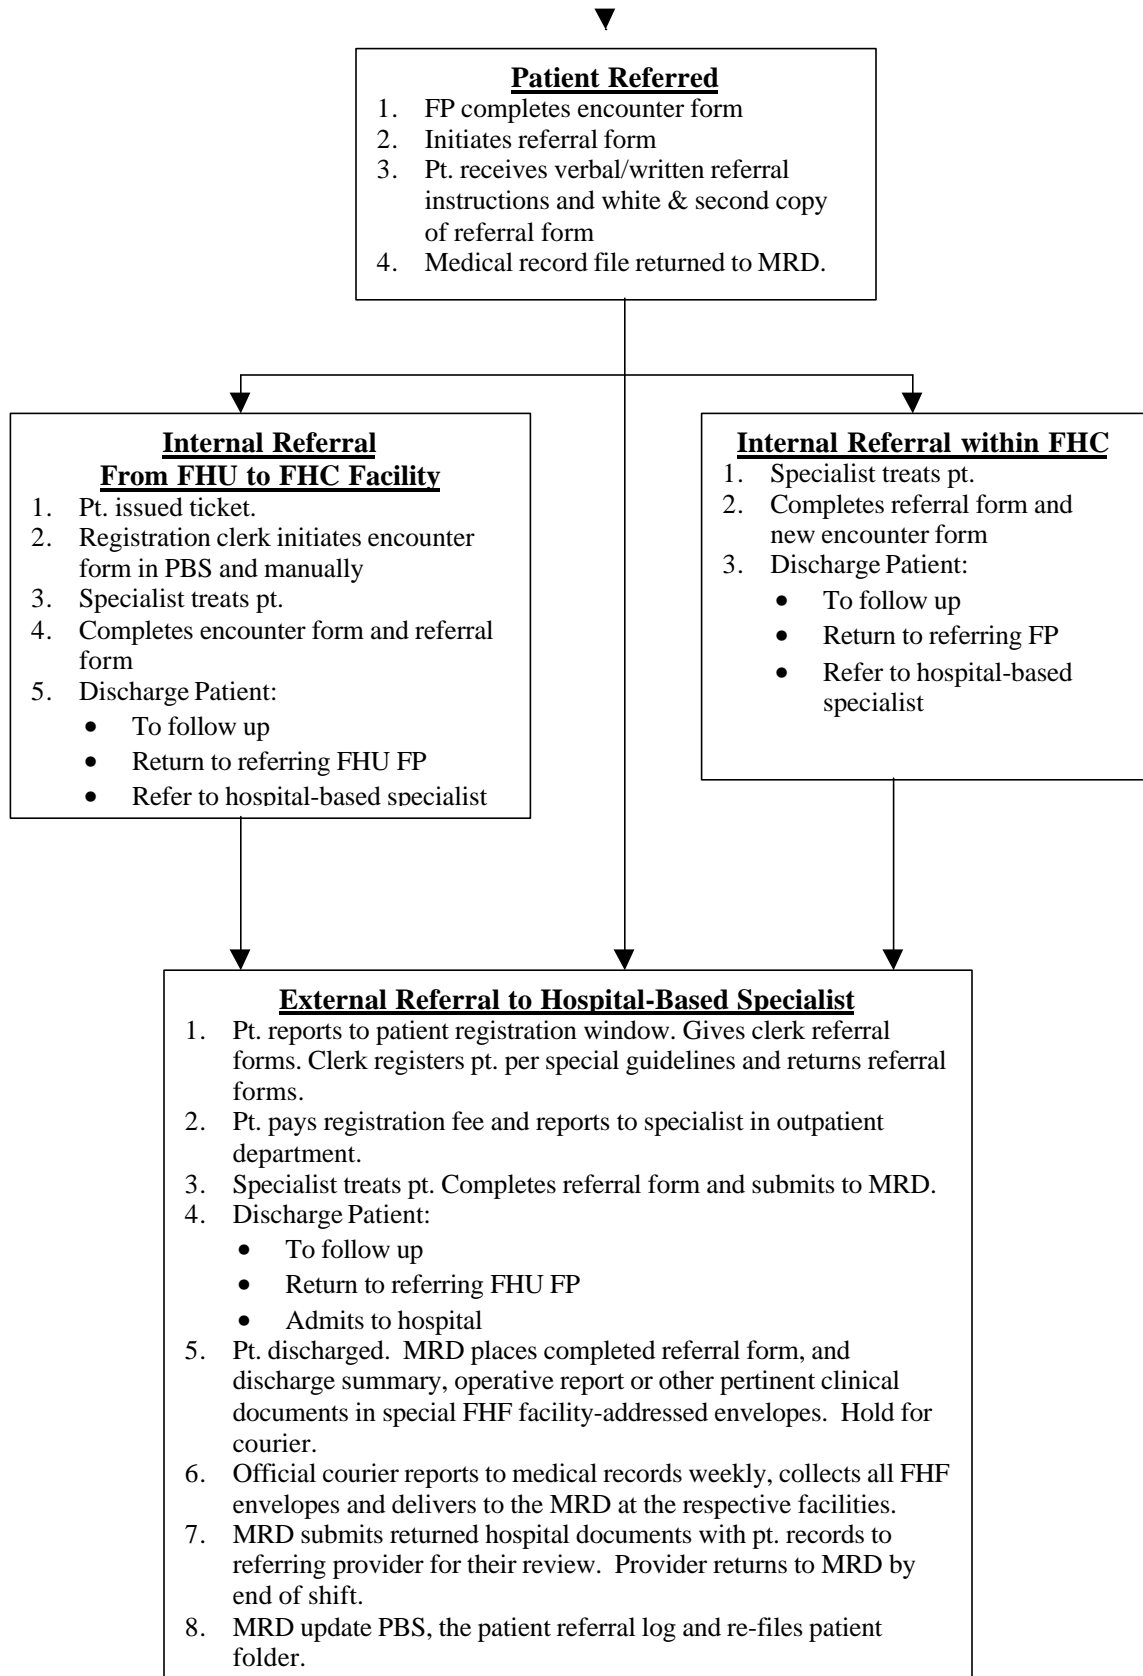 Patient Referred
1. FP completes encounter form
2. Initiates referral form
3. Pt. receives verbal/written referral
instructions and white & second copy
of referral form
4. Medical record file returned to MRD.
Internal Referral
From FHU to FHC Facility
1. Pt. issued ticket.
2. Registration clerk initiates encounter
form in PBS and manually
3. Specialist treats pt.
4. Completes encounter form and referral
form
5. Discharge Patient:
• To follow up
• Return to referring FHU FP
• Refer to hospital-based specialist
Internal Referral within FHC
1. Specialist treats pt.
2. Completes referral form and
new encounter form
3. Discharge Patient:
• To follow up
• Return to referring FP
• Refer to hospital-based
specialist
External Referral to Hospital-Based Specialist
1. Pt. reports to patient registration window. Gives clerk referral
forms. Clerk registers pt. per special guidelines and returns referral
forms.
2. Pt. pays registration fee and reports to specialist in outpatient
department.
3. Specialist treats pt. Completes referral form and submits to MRD.
4. Discharge Patient:
• To follow up
• Return to referring FHU FP
• Admits to hospital
5. Pt. discharged. MRD places completed referral form, and
discharge summary, operative report or other pertinent clinical
documents in special FHF facility-addressed envelopes. Hold for
courier.
6. Official courier reports to medical records weekly, collects all FHF
envelopes and delivers to the MRD at the respective facilities.
7. MRD submits returned hospital documents with pt. records to
referring provider for their review. Provider returns to MRD by
end of shift.
8. MRD update PBS, the patient referral log and re-files patient
folder.